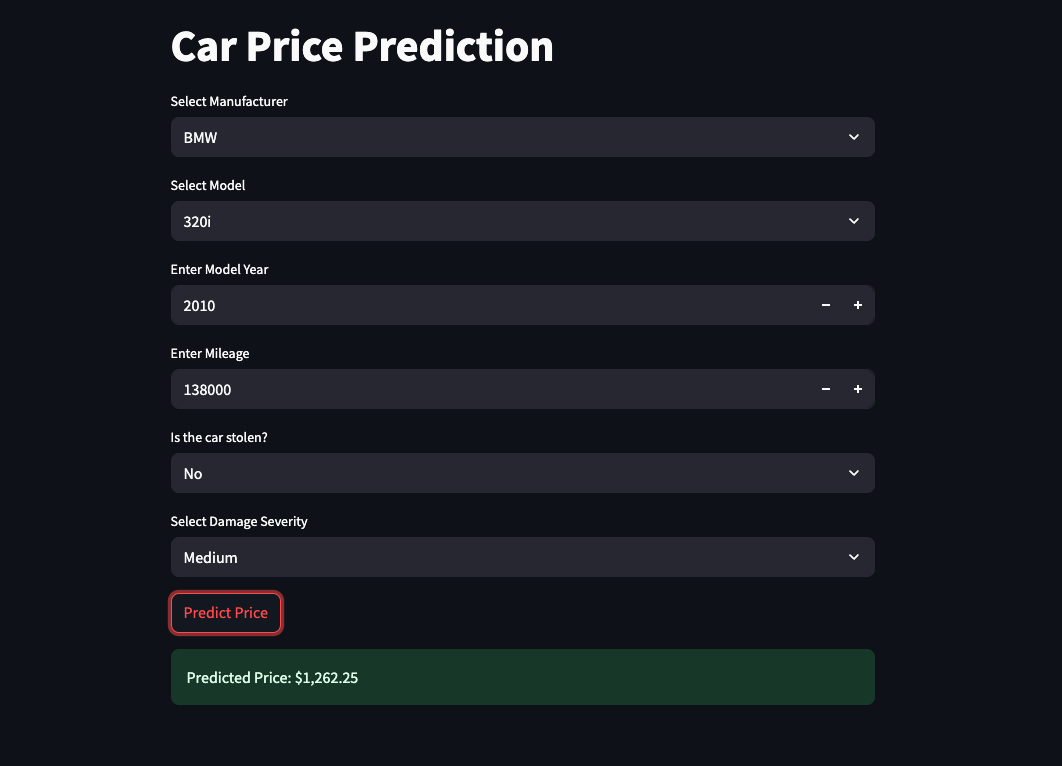 Car Price Prediction
Select Manufacturer
BMW
Select Model
320i
Enter Model Year
2010
Enter Mileage
138000
Is the car stolen?
No
Select Damage Severity
Medium
Predict Price
Predicted Price: $1,262.25